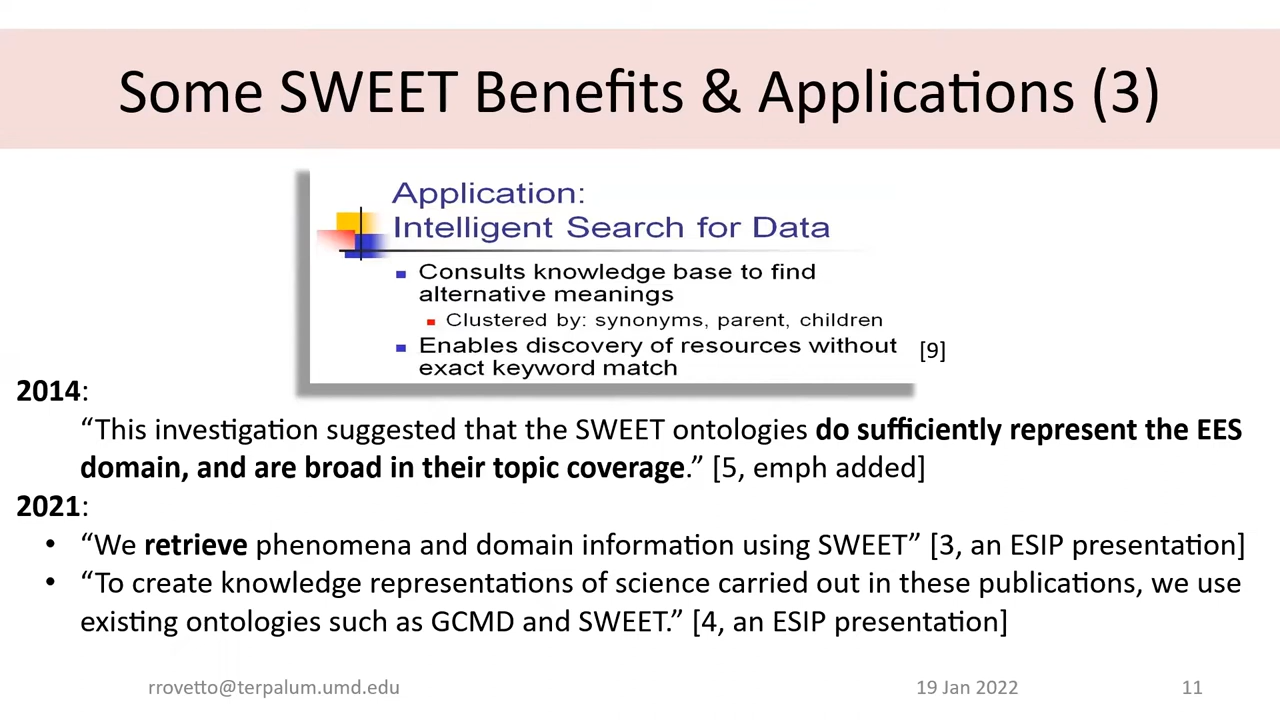 Some SWEET Benefits & Applications (3)
Application:
Intelligent Search for Data
■ Consults knowledge base to find
alternative meanings
■ Clustered by: synonyms, parent, children
■ Enables discovery of resources without
exact keyword match
[9]
2014:
“This investigation suggested that the SWEET ontologies do sufficiently represent the EES
domain, and are broad in their topic coverage.” [5, emph added]
2021:
• “We retrieve phenomena and domain information using SWEET” [3, an ESIP presentation]
• “To create knowledge representations of science carried out in these publications, we use
existing ontologies such as GCMD and SWEET.” [4, an ESIP presentation]
rrovetto@terpalum.umd.edu
19 Jan 2022
11